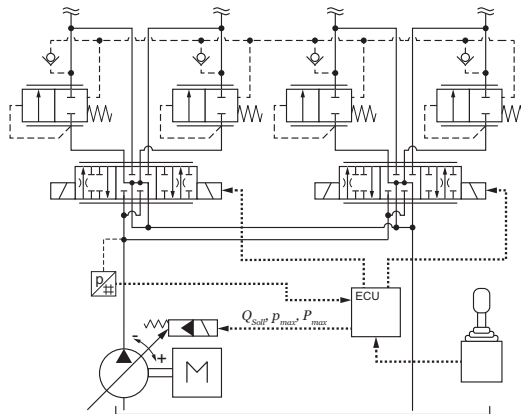 p
#
ECU
Q_Soll, p_max, P_max
-
+
M